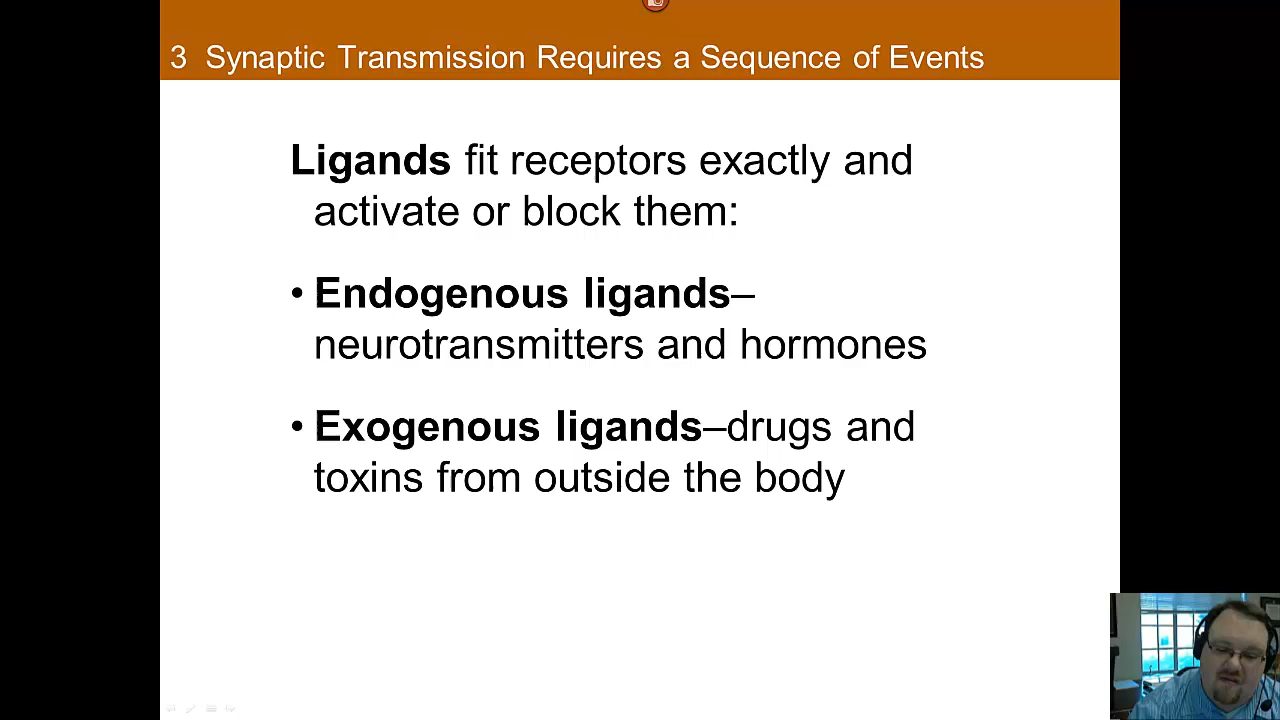 3 Synaptic Transmission Requires a Sequence of Events
Ligands fit receptors exactly and
activate or block them:
• Endogenous ligands–
neurotransmitters and hormones
• Exogenous ligands–drugs and
toxins from outside the body